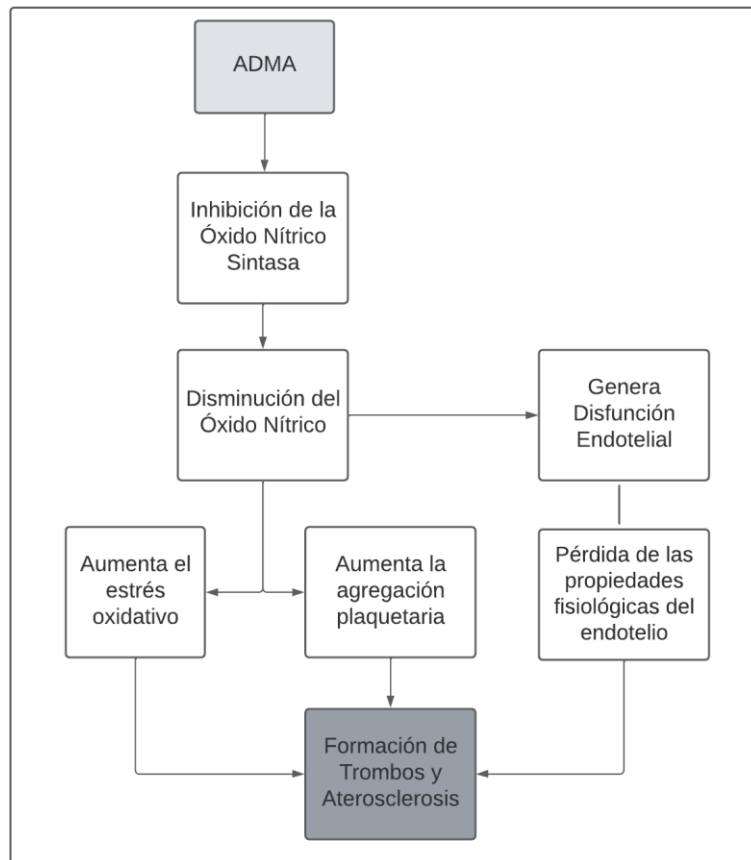 ADMA
Inhibición de la
Óxido Nítrico
Sintasa
Disminución del
Óxido Nítrico
Genera
Disfunción
Endotelial
Aumenta el
estrés
oxidativo
Aumenta la
agregación
plaquetaria
Pérdida de las
propiedades
fisiológicas del
endotelio
Formación de
Trombos y
Aterosclerosis